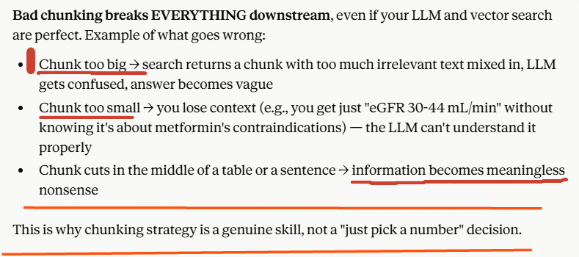 Bad chunking breaks EVERYTHING downstream, even if your LLM and vector search
are perfect. Example of what goes wrong:
• Chunk too big → search returns a chunk with too much irrelevant text mixed in, LLM
gets confused, answer becomes vague
• Chunk too small → you lose context (e.g., you get just "eGFR 30-44 mL/min" without
knowing it's about metformin's contraindications) — the LLM can't understand it
properly
• Chunk cuts in the middle of a table or a sentence → information becomes meaningless
nonsense
This is why chunking strategy is a genuine skill, not a "just pick a number" decision.